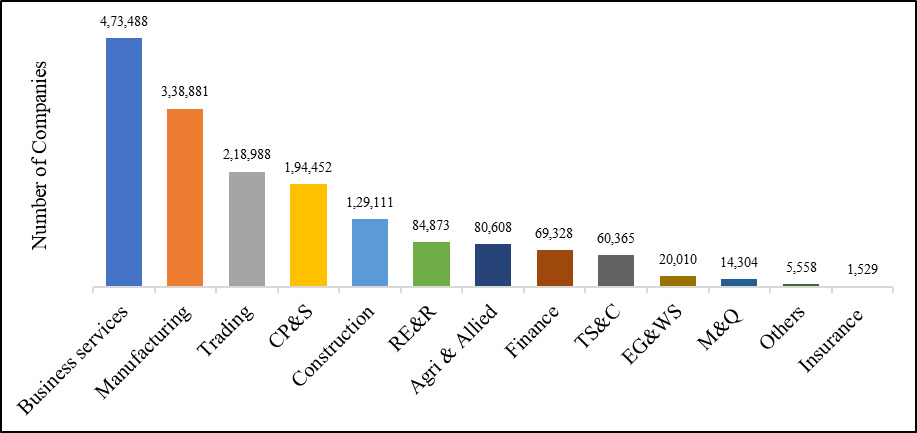 Number of Companies
4,73,488
3,38,881
2,18,988
1,94,452
1,29,111
84,873
80,608
69,328
60,365
20,010
14,304
5,558
1,529
Business services
Manufacturing
Trading
CP&S
Construction
RE&R
Agri & Allied
Finance
TS&C
EG&WS
M&Q
Others
Insurance